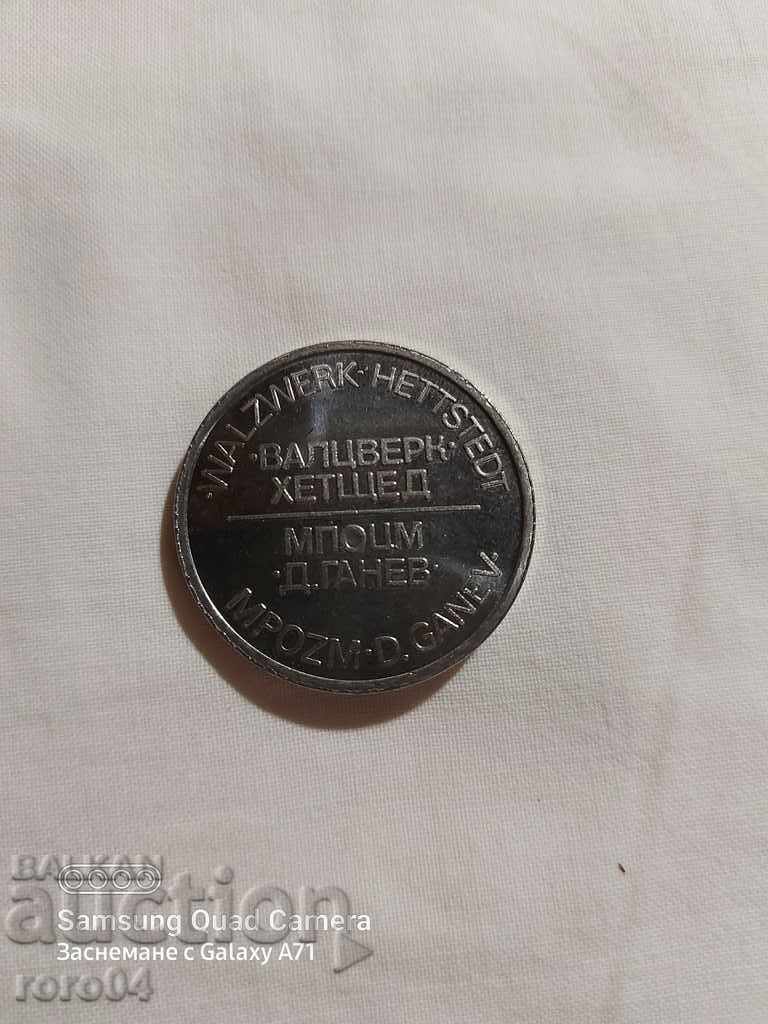 ·WALZWERK·HETTSTEDT
·ВАЛЦВЕРК·
ХЕТЩЕД
МПОЦМ
·Д.ГАНЕВ·
MPOZM·D.GANEV·
BALKAN
auction
Samsung Quad Camera
Заснемане с Galaxy A71
roro04